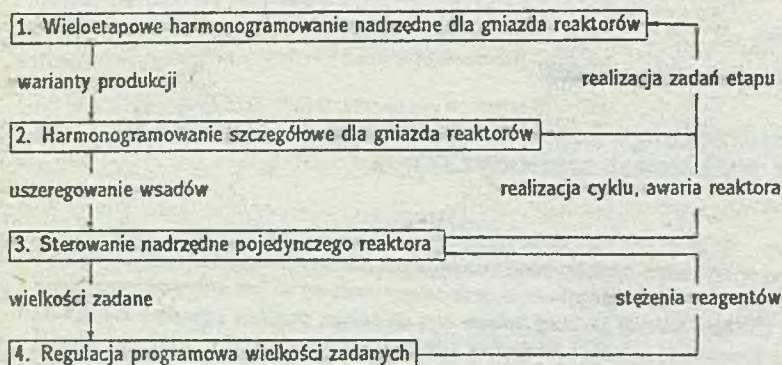 1. Wieloetapowe harmonogramowanie nadrzędne dla gniazda reaktorów
warianty produkcji
realizacja zadań etapu
2. Harmonogramowanie szczegółowe dla gniazda reaktorów
uszeregowanie wsadów
realizacja cyklu, awaria reaktora
3. Sterowanie nadrzędne pojedynczego reaktora
wielkości zadane
stężenia reagentów
4. Regulacja programowa wielkości zadanych